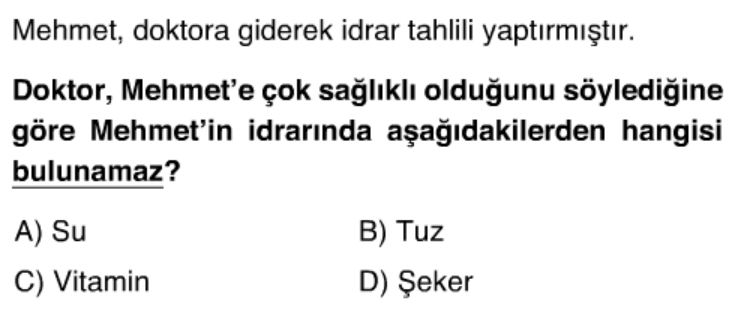 Mehmet, doktora giderek idrar tahlili yaptırmıştır.
Doktor, Mehmet’e çok sağlıklı olduğunu söylediğine
göre Mehmet’in idrarında aşağıdakilerden hangisi
bulunamaz?
A) Su B) Tuz
C) Vitamin D) Şeker